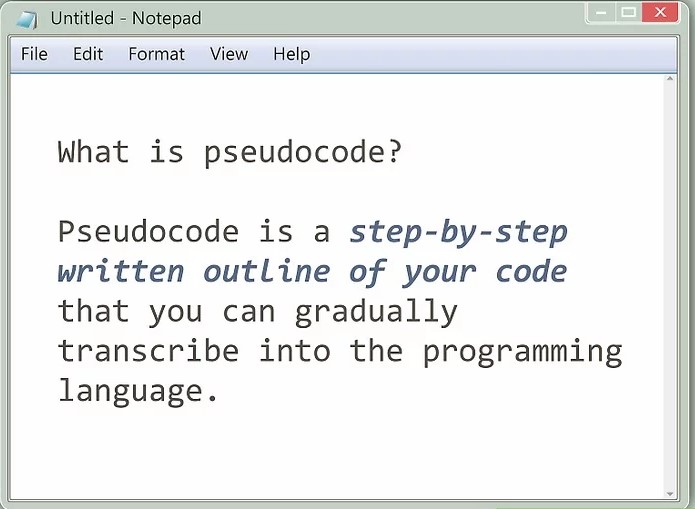 Untitled - Notepad
File Edit Format View Help
What is pseudocode?
Pseudocode is a step-by-step
written outline of your code
that you can gradually
transcribe into the programming
language.